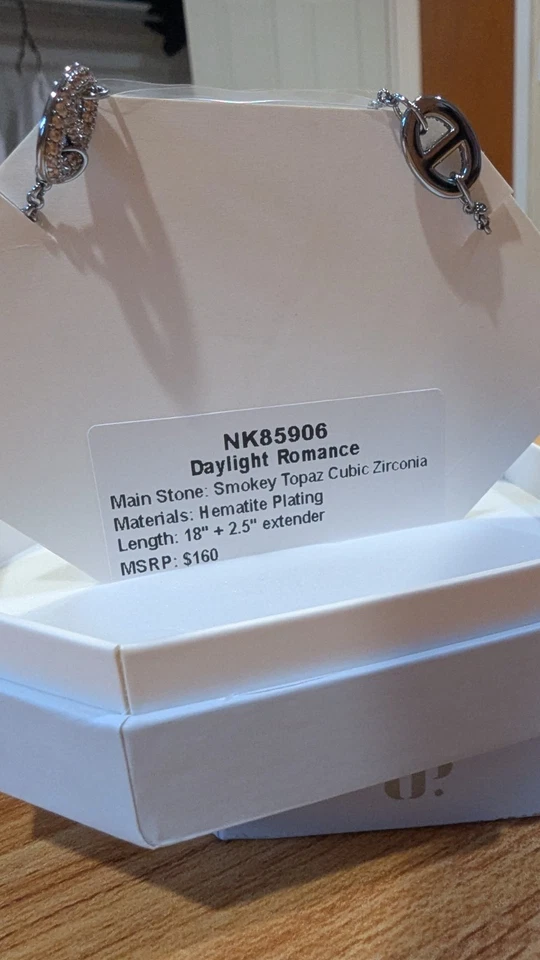 NK85906
Daylight Romance
Main Stone: Smokey Topaz Cubic Zirconia
Materials: Hematite Plating
Length: 18" + 2.5" extender
MSRP: $160